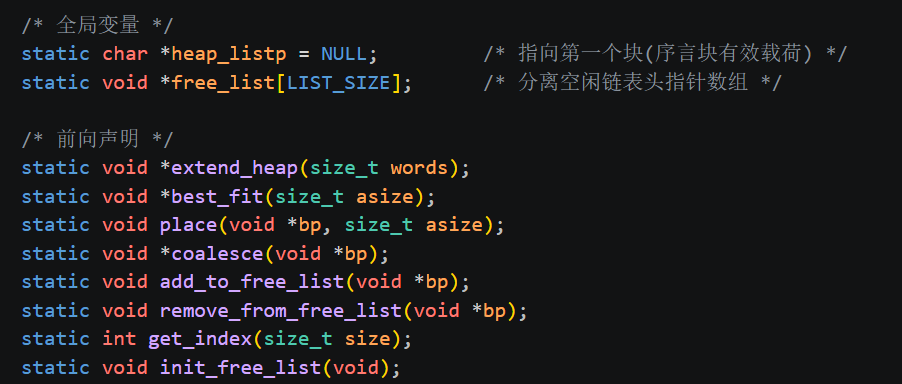 /* 全局变量 */
static char *heap_listp = NULL;          /* 指向第一个块(序言块有效载荷) */
static void *free_list[LIST_SIZE];       /* 分离空闲链表头指针数组 */
/* 前向声明 */
static void *extend_heap(size_t words);
static void *best_fit(size_t asize);
static void place(void *bp, size_t asize);
static void *coalesce(void *bp);
static void add_to_free_list(void *bp);
static void remove_from_free_list(void *bp);
static int get_index(size_t size);
static void init_free_list(void);